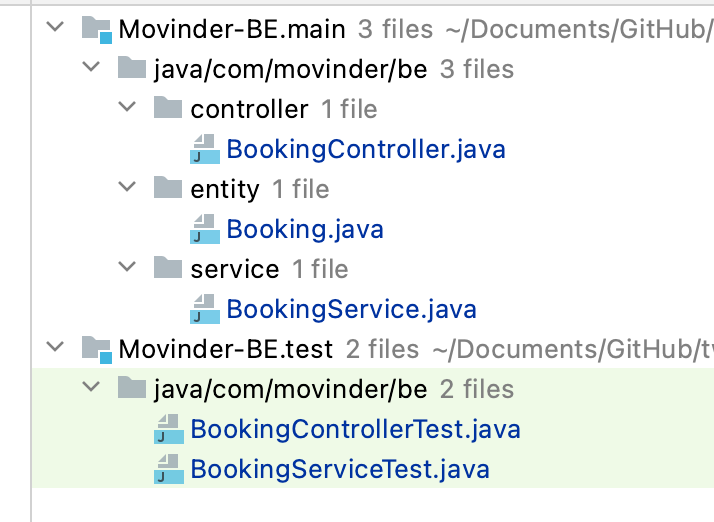 Movinder-BE.main 3 files ~/Documents/GitHub/
java/com/movinder/be 3 files
controller 1 file
BookingController.java
entity 1 file
Booking.java
service 1 file
BookingService.java
Movinder-BE.test 2 files ~/Documents/GitHub/tv
java/com/movinder/be 2 files
BookingControllerTest.java
BookingServiceTest.java